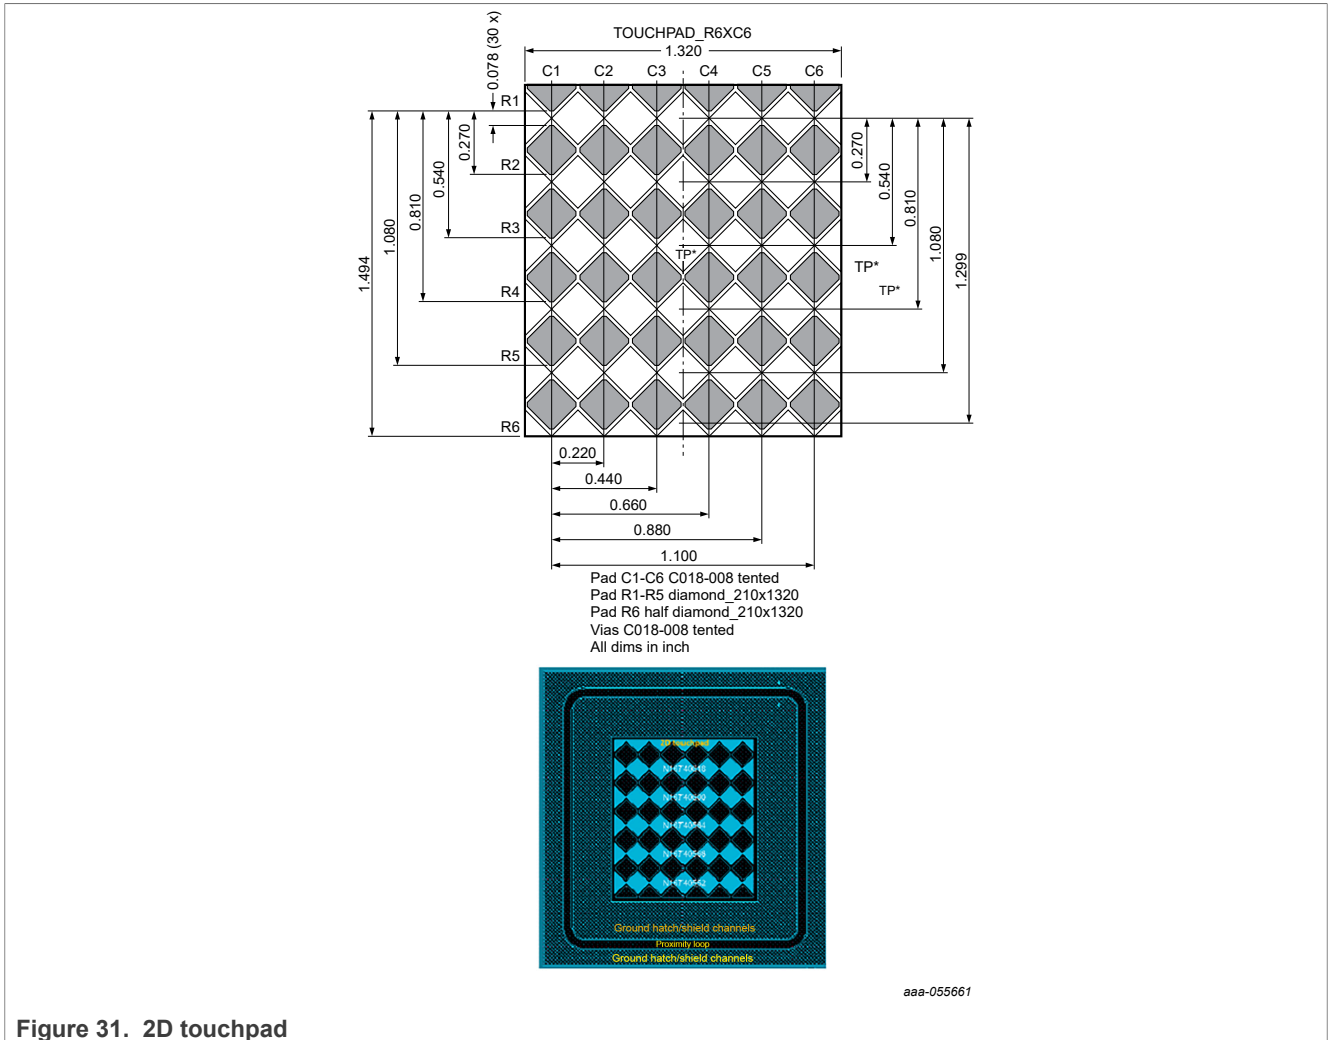 TOUCHPAD_R6XC6
1.320
0.078 (30 x)
C1 C2 C3 C4 C5 C6
R1
R2
R3
R4
R5
R6
0.270
0.540
0.810
1.080
1.494
0.270
0.540
0.810
1.080
1.299
TP*
TP*
TP*
0.220
0.440
0.660
0.880
1.100
Pad C1-C6 C018-008 tented
Pad R1-R5 diamond_210x1320
Pad R6 half diamond_210x1320
Vias C018-008 tented
All dims in inch
2D touchpad
Ground hatch/shield channels
Proximity loop
Ground hatch/shield channels
aaa-055661
Figure 31. 2D touchpad